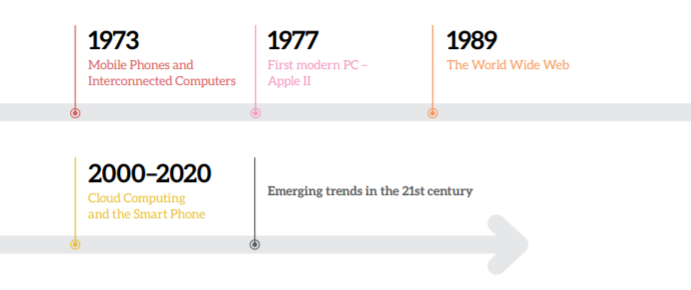 1973
Mobile Phones and
Interconnected Computers
1977
First modern PC –
Apple II
1989
The World Wide Web
2000–2020
Cloud Computing
and the Smart Phone
Emerging trends in the 21st century